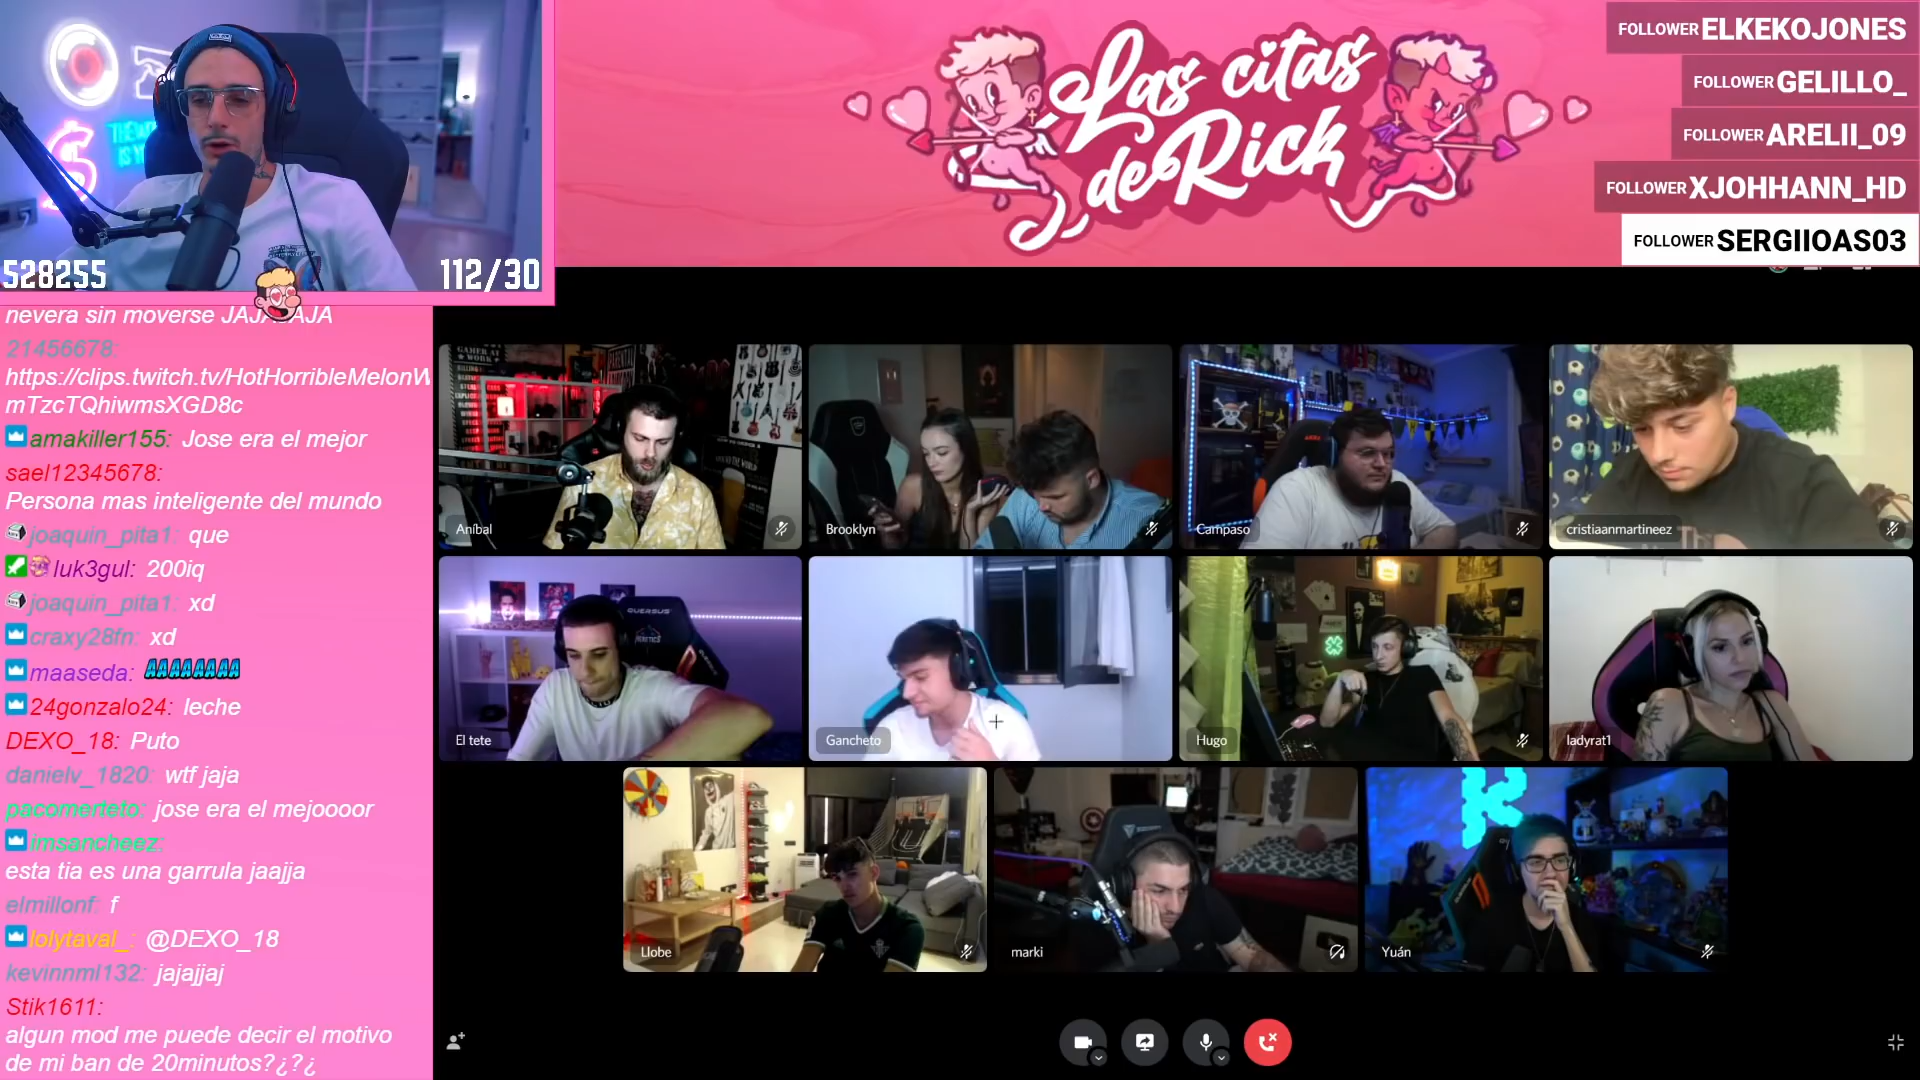 528255
112/30
Las citas
de Rick
FOLLOWER ELKEKOJONES
FOLLOWER GELILLO_
FOLLOWER ARELII_09
FOLLOWER XJOHHANN_HD
FOLLOWER SERGIIOAS03
nevera sin moverse JAJAJAJA
21456678:
https://clips.twitch.tv/HotHorribleMelonW
mTzcTQhiwmsXGD8c
amakiller155: Jose era el mejor
sael12345678:
Persona mas inteligente del mundo
joaquin_pita1: que
luk3gul: 200iq
joaquin_pita1: xd
craxy28fn: xd
maaseda: AAAAAAAA
24gonzalo24: leche
DEXO_18: Puto
danielv_1820: wtf jaja
pacomerteto: jose era el mejoooor
imsancheez:
esta tia es una garrula jaajja
elmillonf: f
lolytaval_: @DEXO_18
kevinnml132: jajajjaj
Stik1611:
algun mod me puede decir el motivo
de mi ban de 20minutos?¿?¿
GAMER AT
WORK
Aníbal
Brooklyn
Campaso
cristiaanmartineez
QUERSUS
El tete
Gancheto
Hugo
ladyrat1
Llobe
marki
Yuán